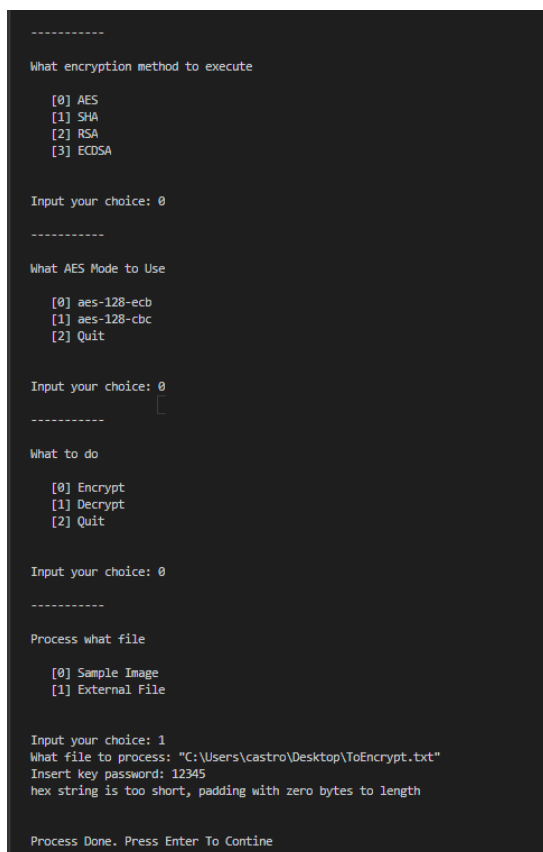 -----------
What encryption method to execute
[0] AES
[1] SHA
[2] RSA
[3] ECDSA
Input your choice: 0
-----------
What AES Mode to Use
[0] aes-128-ecb
[1] aes-128-cbc
[2] Quit
Input your choice: 0
-----------
What to do
[0] Encrypt
[1] Decrypt
[2] Quit
Input your choice: 0
-----------
Process what file
[0] Sample Image
[1] External File
Input your choice: 1
What file to process: "C:\Users\castro\Desktop\ToEncrypt.txt"
Insert key password: 12345
hex string is too short, padding with zero bytes to length
Process Done. Press Enter To Contine